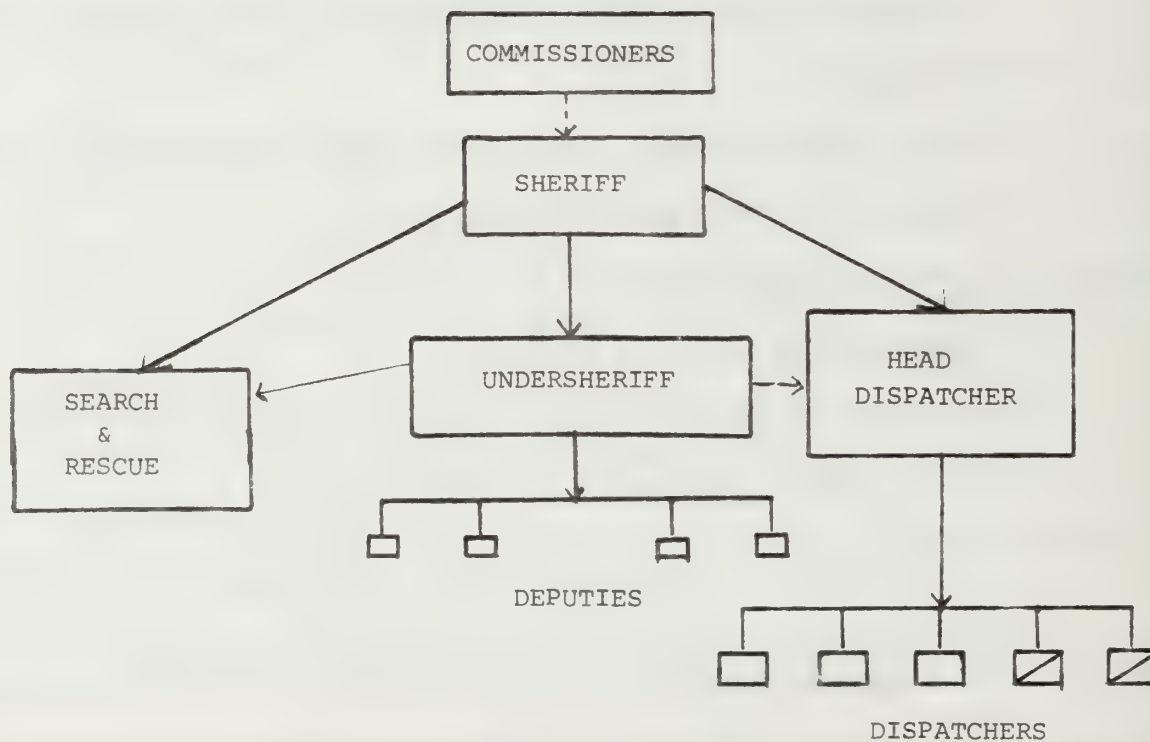 COMMISSIONERS
SHERIFF
UNDERSHERIFF
HEAD
DISPATCHER
SEARCH
&
RESCUE
DEPUTIES
DISPATCHERS